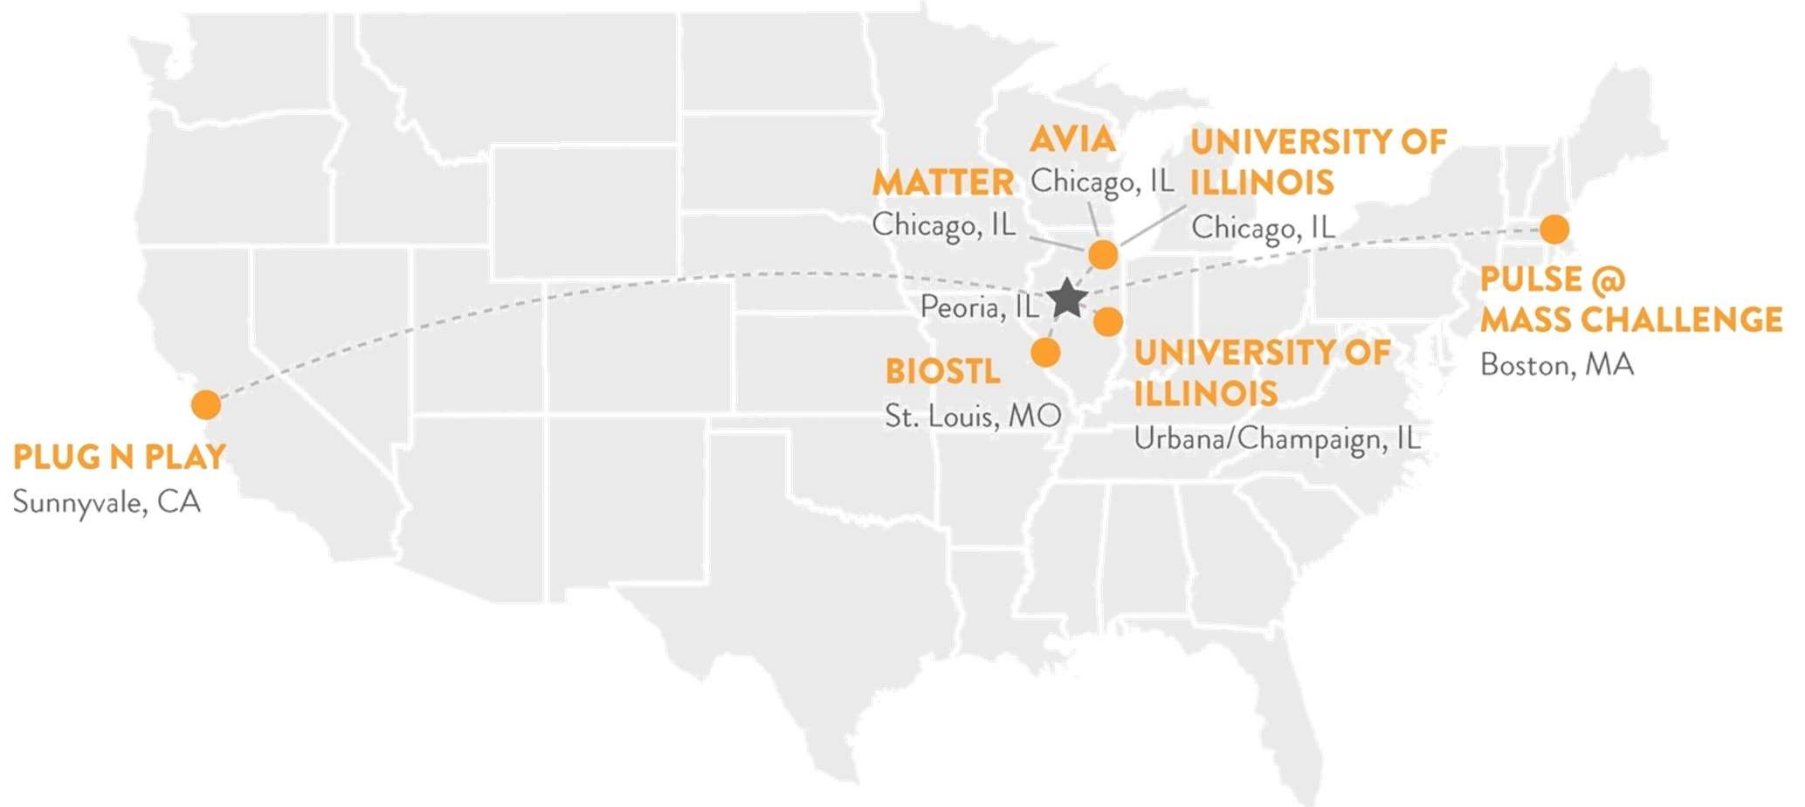 AVIA
Chicago, IL
UNIVERSITY OF
ILLINOIS
Chicago, IL
MATTER
Chicago, IL
Peoria, IL
PULSE @
MASS CHALLENGE
Boston, MA
BIOSTL
St. Louis, MO
UNIVERSITY OF
ILLINOIS
Urbana/Champaign, IL
PLUG N PLAY
Sunnyvale, CA